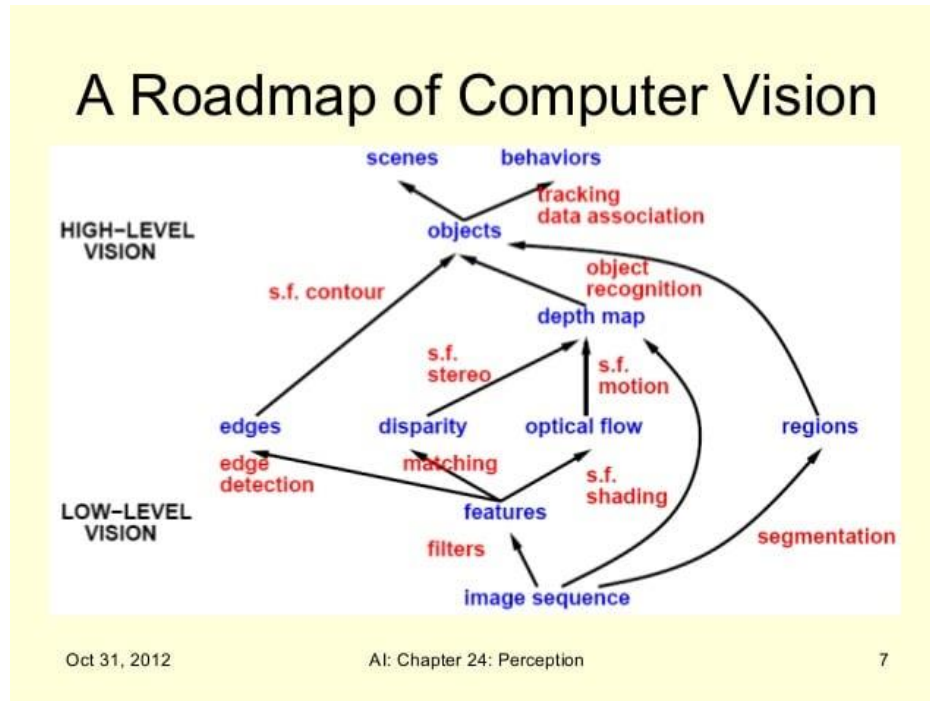 A Roadmap of Computer Vision
scenes
behaviors
tracking
data association
HIGH–LEVEL
VISION
objects
object
recognition
s.f. contour
depth map
s.f.
stereo
s.f.
motion
edges
disparity
optical flow
regions
edge
detection
matching
s.f.
shading
LOW–LEVEL
VISION
features
filters
segmentation
image sequence
Oct 31, 2012
AI: Chapter 24: Perception
7